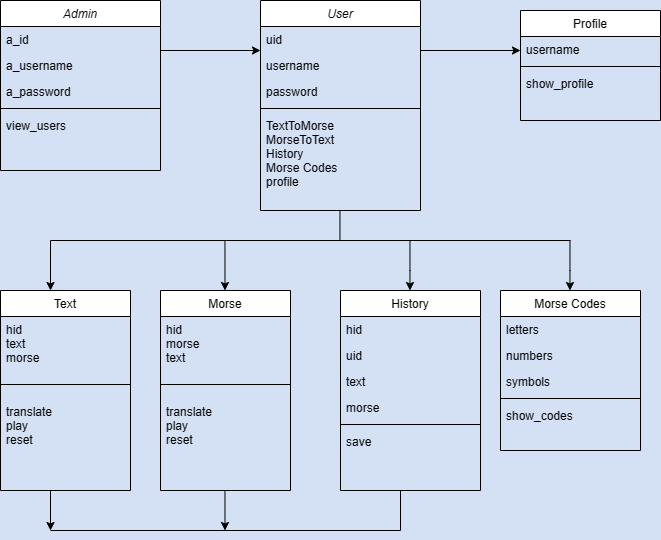 Admin
a_id
a_username
a_password
view_users
User
uid
username
password
TextToMorse
MorseToText
History
Morse Codes
profile
Profile
username
show_profile
Text
hid
text
morse
translate
play
reset
Morse
hid
morse
text
translate
play
reset
History
hid
uid
text
morse
save
Morse Codes
letters
numbers
symbols
show_codes